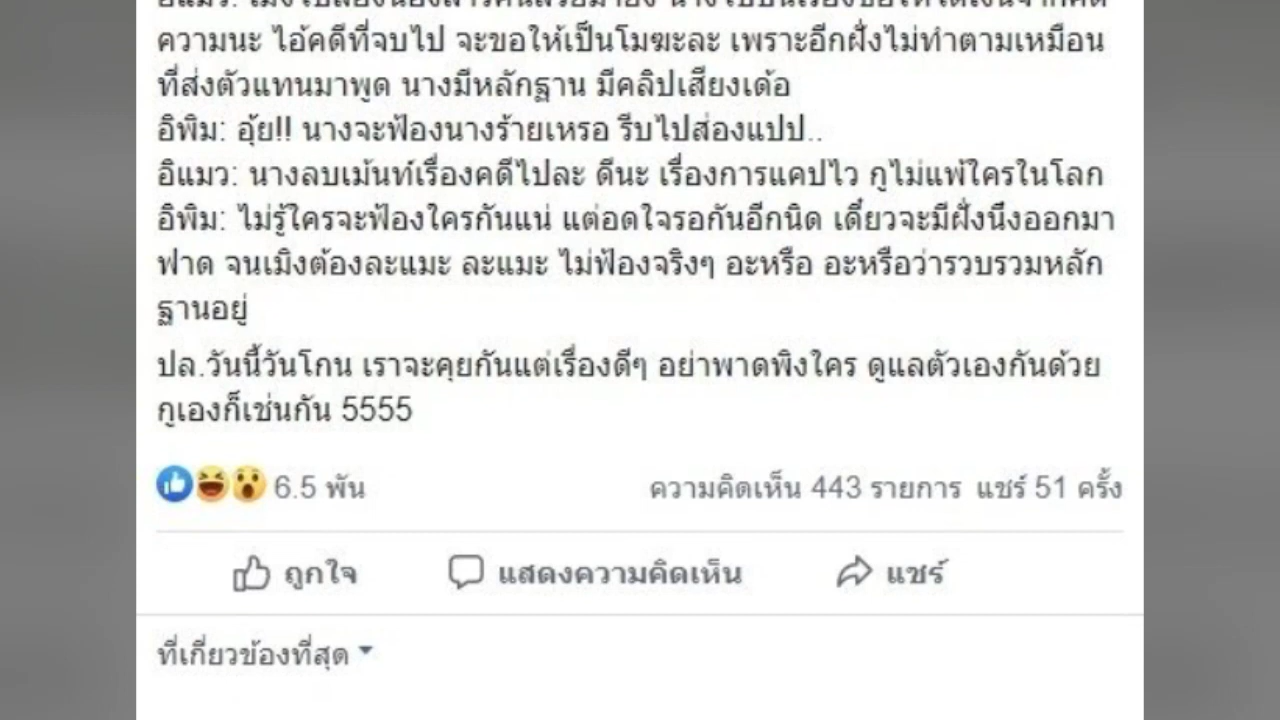 ความนะ ไอ้คดีที่จบไป จะขอให้เป็นโมฆะละ เพราะอีกฝั่งไม่ทำตามเหมือน
ที่ส่งตัวแทนมาพูด นางมีหลักฐาน มีคลิปเสียงเด้อ
อิพิม: อุ้ย!! นางจะฟ้องนางร้ายเหรอ รีบไปส่องแปป..
อิแมว: นางลบเม้นท์เรื่องคดีไปละ ดีนะ เรื่องการแคปไว กูไม่แพ้ใครในโลก
อิพิม: ไม่รู้ใครจะฟ้องใครกันแน่ แต่อดใจรอกันอีกนิด เดี๋ยวจะมีฝั่งนึงออกมา
ฟาด จนเมิงต้องละแมะ ละแมะ ไม่ฟ้องจริงๆ อะหรือ อะหรือว่ารวบรวมหลัก
ฐานอยู่
ปล.วันนี้วันโกน เราจะคุยกันแต่เรื่องดีๆ อย่าพาดพิงใคร ดูแลตัวเองกันด้วย
กูเองก็เช่นกัน 5555
6.5 พัน ความคิดเห็น 443 รายการ แชร์ 51 ครั้ง
ถูกใจ แสดงความคิดเห็น แชร์
ที่เกี่ยวข้องที่สุด